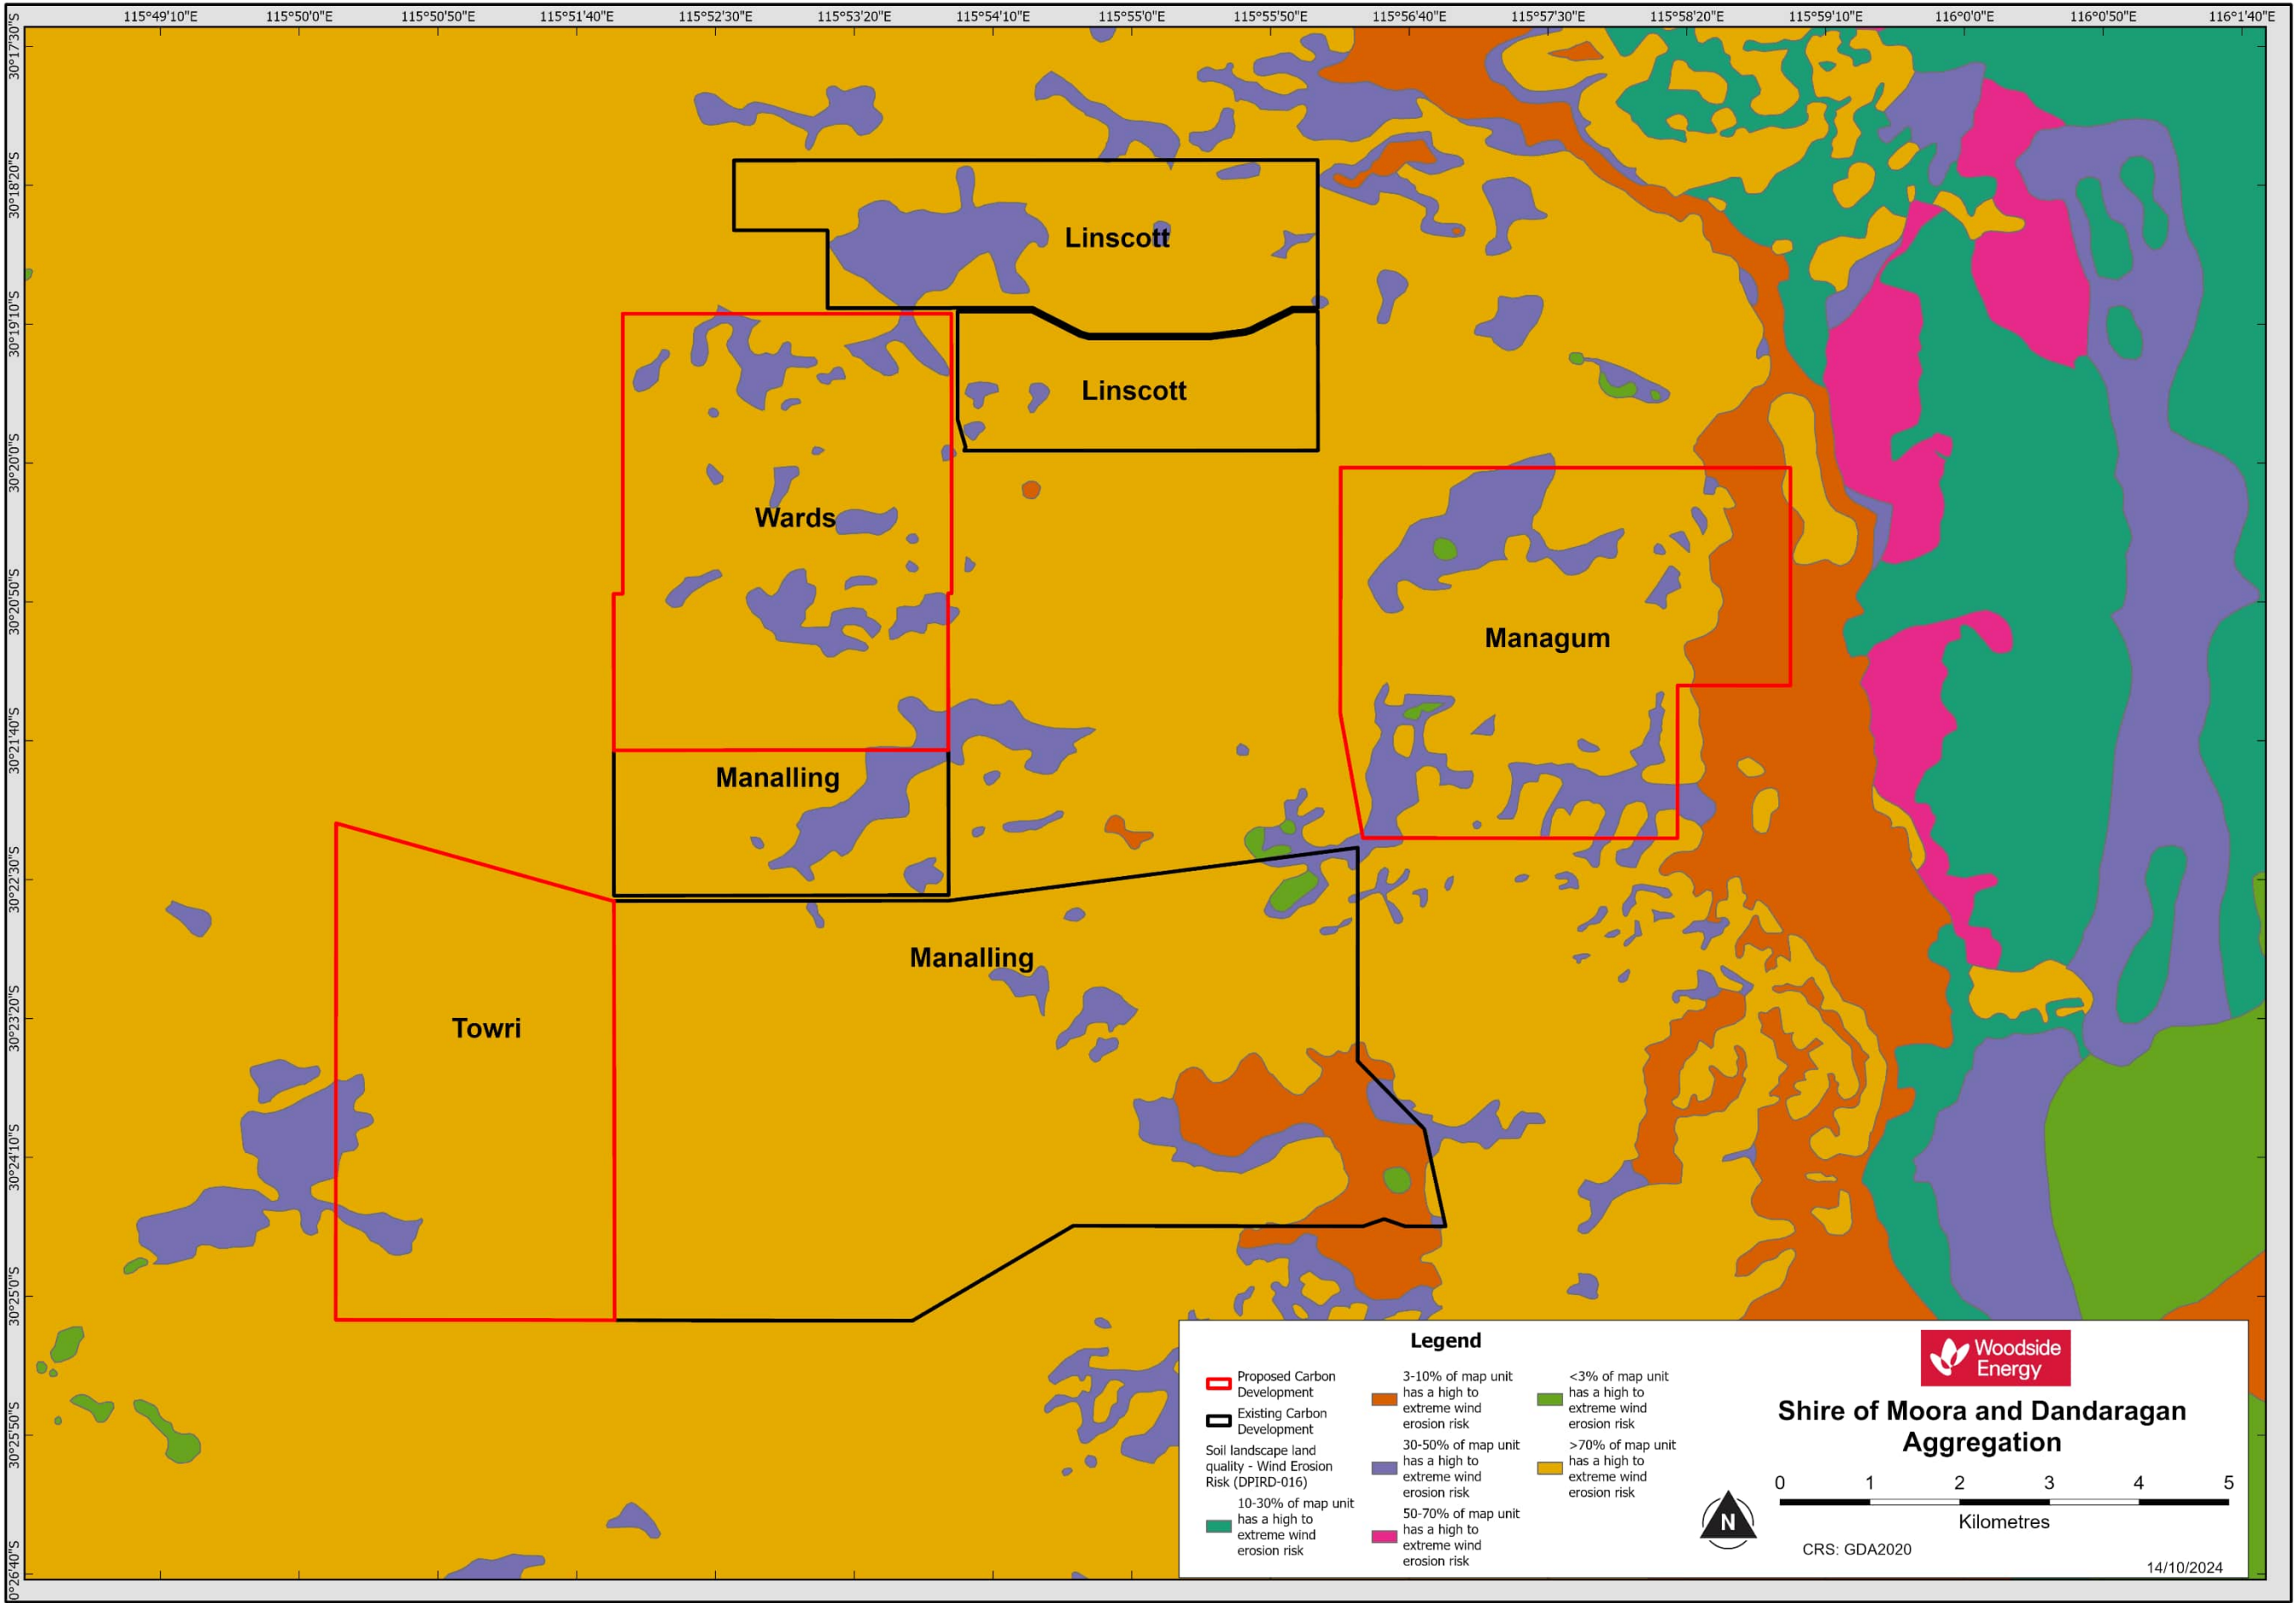 115°49'10"E 115°50'0"E 115°50'50"E 115°51'40"E 115°52'30"E 115°53'20"E 115°54'10"E 115°55'0"E 115°55'50"E 115°56'40"E 115°57'30"E 115°58'20"E 115°59'10"E 116°0'0"E 116°0'50"E 116°1'40"E
30°17'30"S
30°18'20"S
30°19'10"S
30°20'0"S
30°20'50"S
30°21'40"S
30°22'30"S
30°23'20"S
30°24'10"S
30°25'0"S
30°25'50"S
0°26'40"S
Linscott
Linscott
Wards
Managum
Manalling
Manalling
Towri
Legend
Proposed Carbon
Development
Existing Carbon
Development
Soil landscape land
quality - Wind Erosion
Risk (DPIRD-016)
10-30% of map unit
has a high to
extreme wind
erosion risk
3-10% of map unit
has a high to
extreme wind
erosion risk
30-50% of map unit
has a high to
extreme wind
erosion risk
50-70% of map unit
has a high to
extreme wind
erosion risk
<3% of map unit
has a high to
extreme wind
erosion risk
>70% of map unit
has a high to
extreme wind
erosion risk
Woodside
Energy
Shire of Moora and Dandaragan
Aggregation
0 1 2 3 4 5
Kilometres
N
CRS: GDA2020
14/10/2024